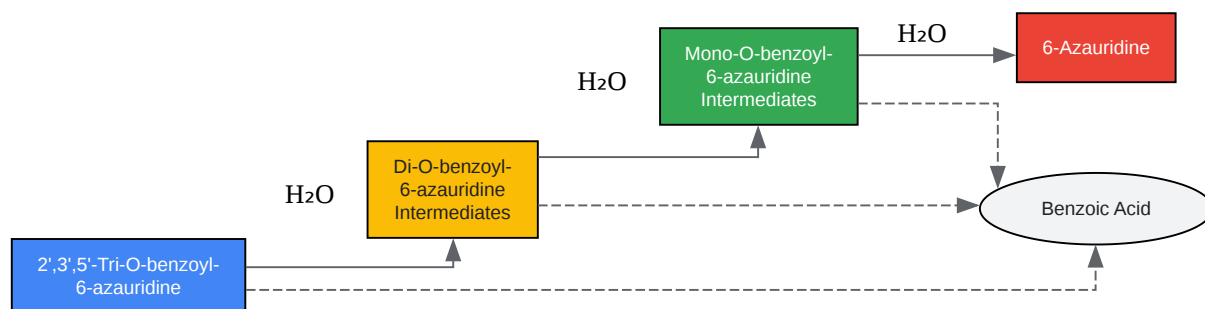 H₂O
6-Azauridine
Mono-O-benzoyl-
6-azauridine
Intermediates
H₂O
Di-O-benzoyl-
6-azauridine
Intermediates
H₂O
Benzoic Acid
2',3',5'-Tri-O-benzoyl-
6-azauridine